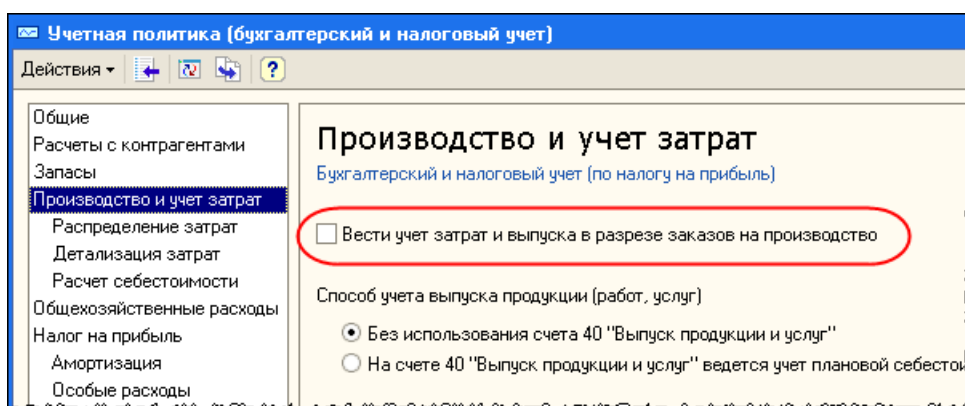 Учетная политика (бухгалтерский и налоговый учет)
Действия
Общие
Расчеты с контрагентами
Запасы
Производство и учет затрат
Распределение затрат
Детализация затрат
Расчет себестоимости
Общехозяйственные расходы
Налог на прибыль
Амортизация
Особые расходы
Производство и учет затрат
Бухгалтерский и налоговый учет (по налогу на прибыль)
Вести учет затрат и выпуска в разрезе заказов на производство
Способ учета выпуска продукции (работ, услуг)
Без использования счета 40 "Выпуск продукции и услуг"
На счете 40 "Выпуск продукции и услуг" ведется учет плановой себестои